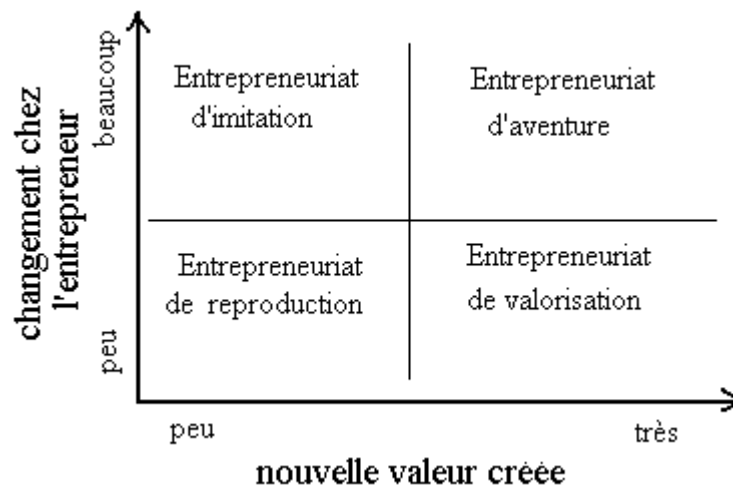 changement chez
l'entrepreneur
beaucoup
peu
Entrepreneuriat
d'imitation
Entrepreneuriat
d'aventure
Entrepreneuriat
de reproduction
Entrepreneuriat
de valorisation
peu
très
nouvelle valeur créée